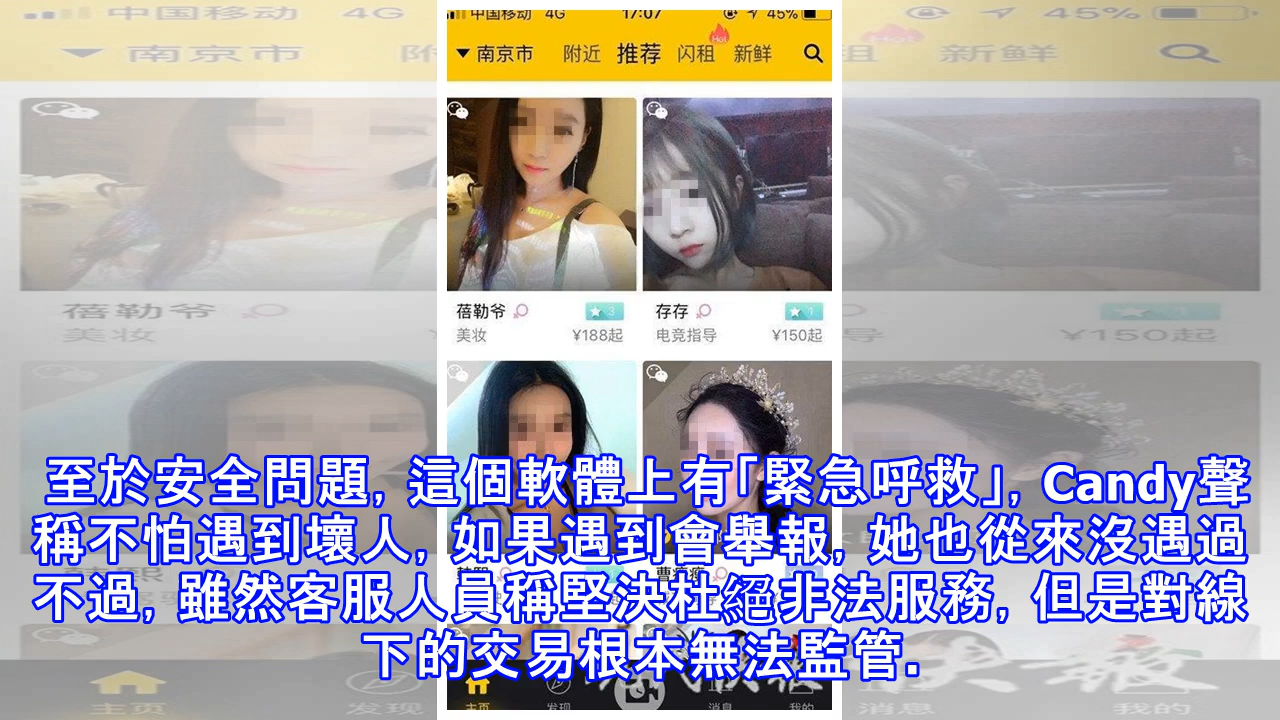 中国移动 4G 17:07 45%
南京市 附近 推荐 闪租 新鲜
Hot
蓓勒爷 3 存存 1
美妆 ¥188起 电竞指导 ¥150起
至於安全問題, 這個軟體上有「緊急呼救」, Candy聲
稱不怕遇到壞人, 如果遇到會舉報, 她也從來沒遇過
不過, 雖然客服人員稱堅決杜絕非法服務, 但是對線
下的交易根本無法監管.
主页 发现 消息 我的